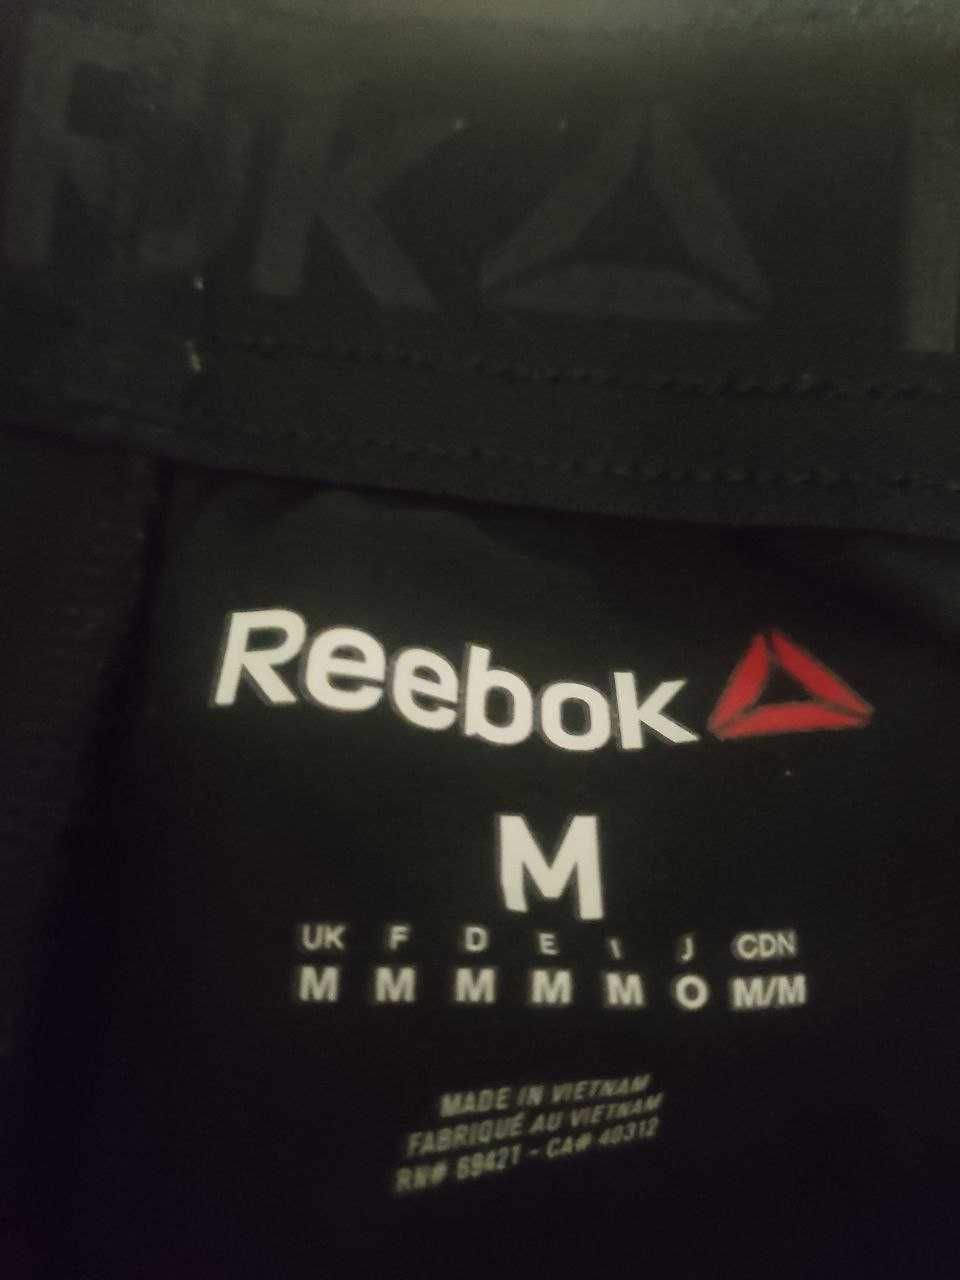 Reebok
M
UK F D E I J CDN
M M M M M O M/M
MADE IN VIETNAM
FABRIQUÉ AU VIETNAM
RN# 69421 - CA# 40312